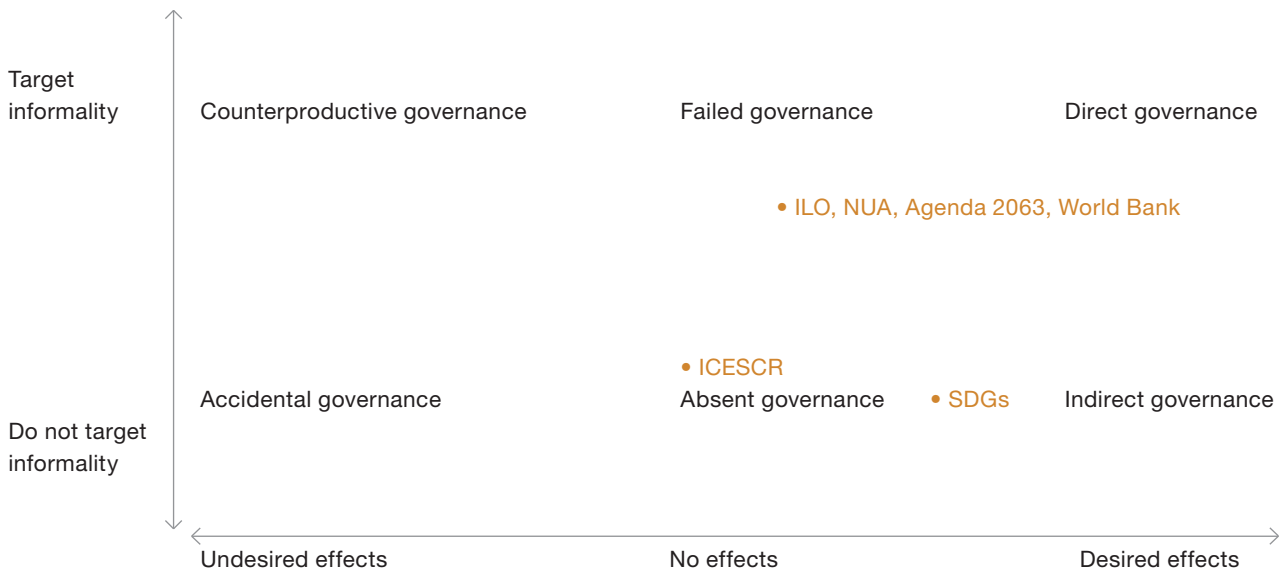 Target
informality
Counterproductive governance
Failed governance
Direct governance
• ILO, NUA, Agenda 2063, World Bank
• ICESCR
Accidental governance
Absent governance
• SDGs
Indirect governance
Do not target
informality
Undesired effects
No effects
Desired effects